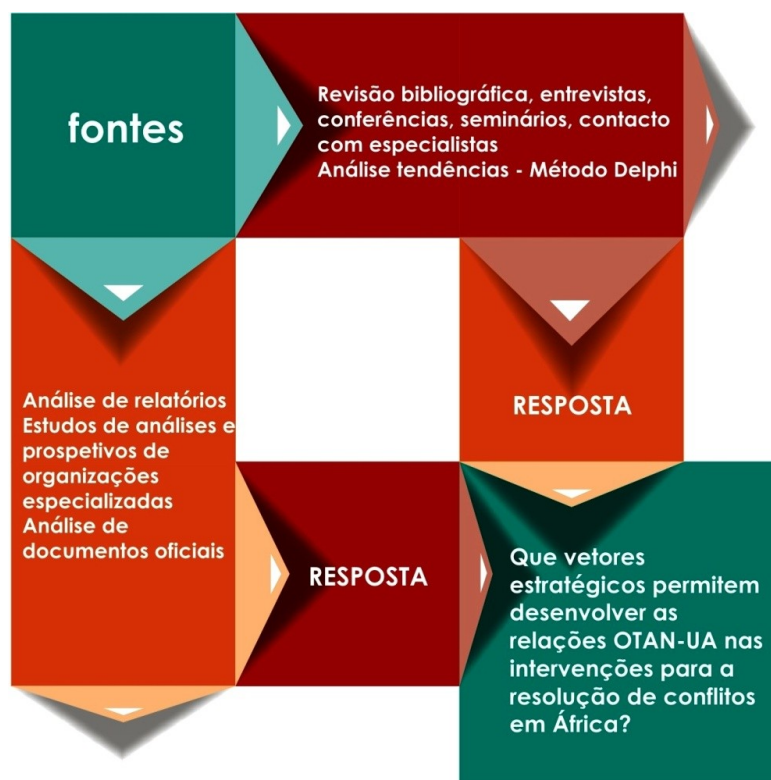 fontes
Revisão bibliográfica, entrevistas,
conferências, seminários, contacto
com especialistas
Análise tendências - Método Delphi
Análise de relatórios
Estudos de análises e
prospetivos de
organizações
especializadas
Análise de
documentos oficiais
RESPOSTA
RESPOSTA
Que vetores
estratégicos permitem
desenvolver as
relações OTAN-UA nas
intervenções para a
resolução de conflitos
em África?